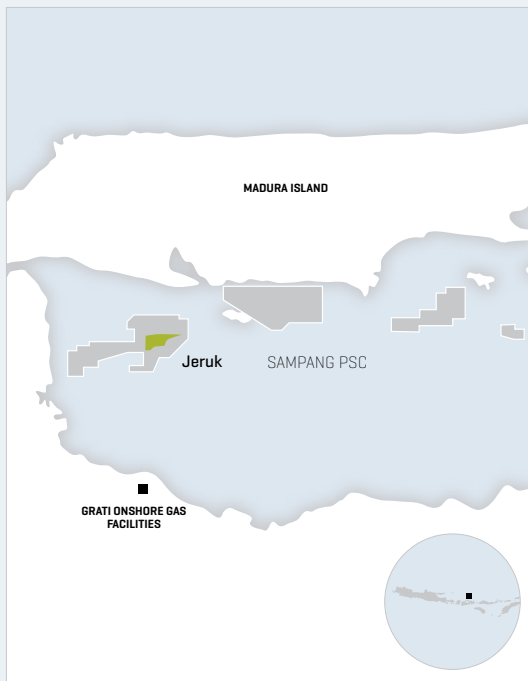 MADURA ISLAND
Jeruk
SAMPANG PSC
GRATI ONSHORE GAS
FACILITIES